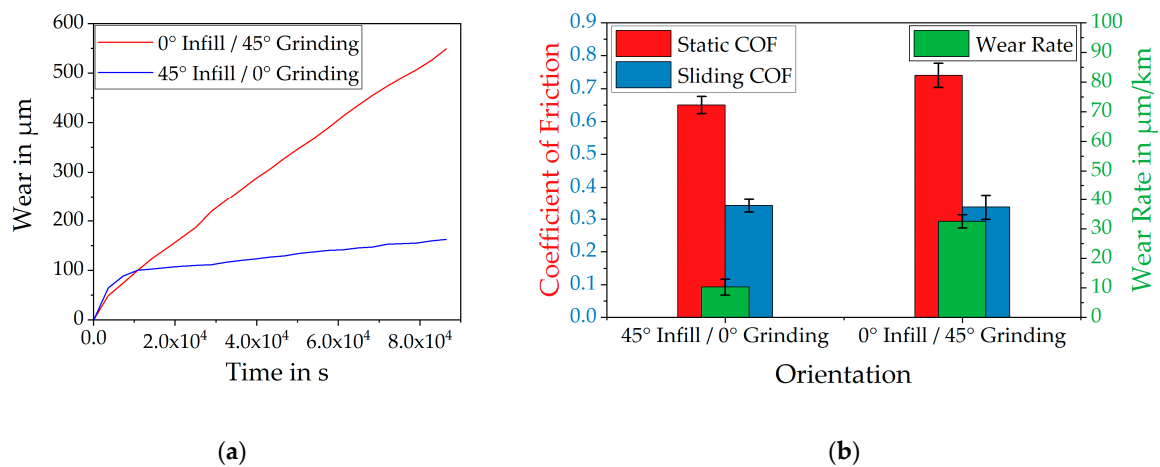 (a)
600
500
400
300
200
100
0
Wear in μm
0° Infill / 45° Grinding
45° Infill / 0° Grinding
0.0
2.0x10⁴
4.0x10⁴
6.0x10⁴
8.0x10⁴
Time in s
(b)
0.9
0.8
0.7
0.6
0.5
0.4
0.3
0.2
0.1
0.0
Coefficient of Friction
Static COF
Sliding COF
Wear Rate
100
90
80
70
60
50
40
30
20
10
0
Wear Rate in μm/km
45° Infill / 0° Grinding
0° Infill / 45° Grinding
Orientation
(a)
(b)